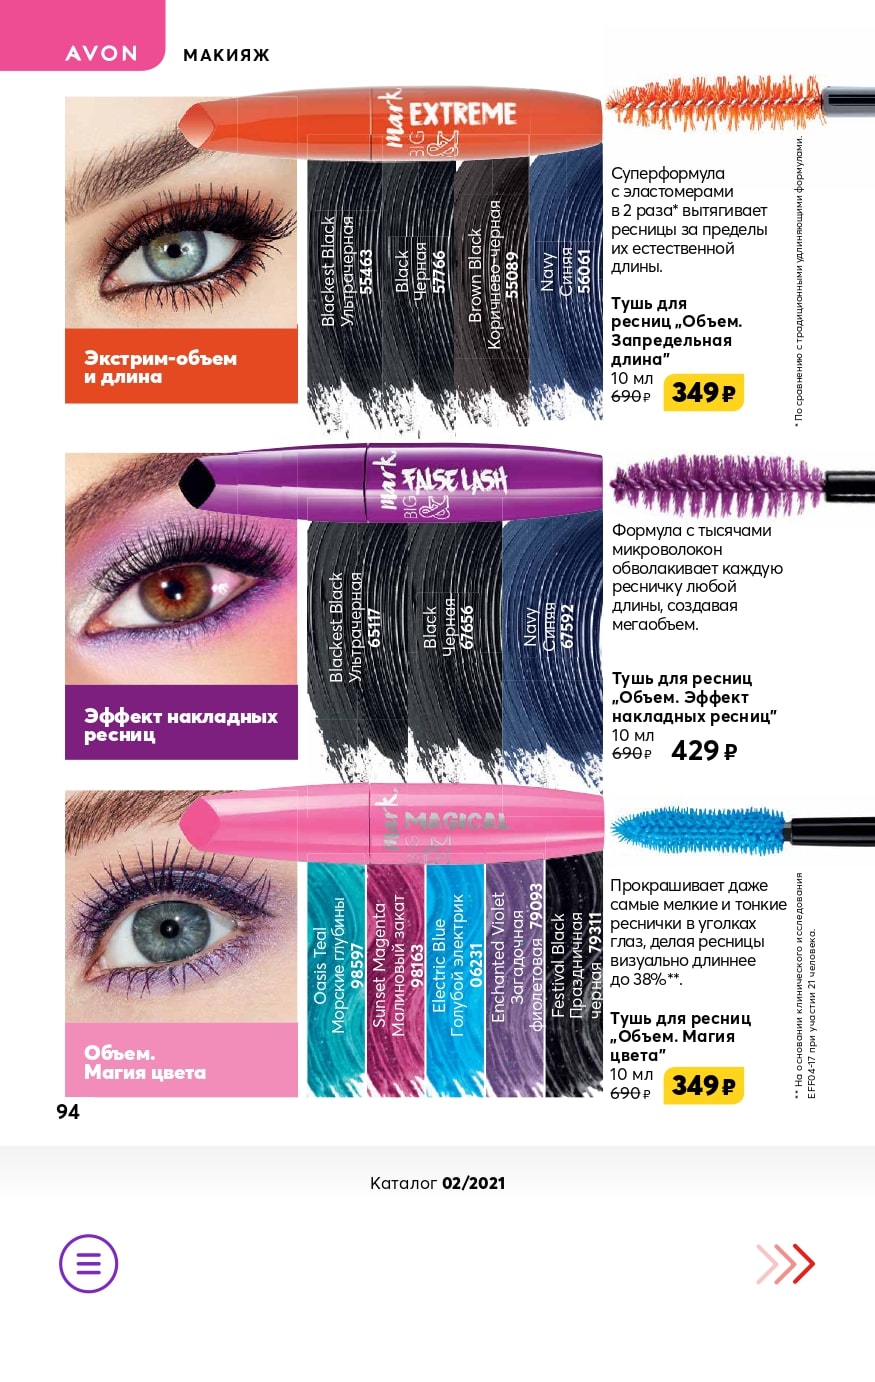 AVON
МАКИЯЖ
mark.
BIG
&
EXTREME
Экстрим-объем
и длина
Blackest Black
Ультрачерная
55463
Black
Черная
57766
Brown Black
Коричнево-черная
55089
Navy
Синяя
56061
Суперформула
с эластомерами
в 2 раза* вытягивает
ресницы за пределы
их естественной
длины.
Тушь для
ресниц „Объем.
Запредельная
длина”
10 мл
690 ₽
349 ₽
* По сравнению с традиционными удлиняющими формулами.
mark.
BIG
&
FALSE LASH
Эффект накладных
ресниц
Blackest Black
Ультрачерная
65117
Black
Черная
67656
Navy
Синяя
67592
Формула с тысячами
микроволокон
обволакивает каждую
ресничку любой
длины, создавая
мегаобъем.
Тушь для ресниц
„Объем. Эффект
накладных ресниц”
10 мл
690 ₽
429 ₽
mark.
BIG
&
MAGICAL
Объем.
Магия цвета
Oasis Teal
Морские глубины
98597
Sunset Magenta
Малиновый закат
98163
Electric Blue
Голубой электрик
06231
Enchanted Violet
Загадочная
фиолетовая 79093
Festival Black
Праздничная
черная 79311
Прокрашивает даже
самые мелкие и тонкие
реснички в уголках
глаз, делая ресницы
визуально длиннее
до 38%**.
Тушь для ресниц
„Объем. Магия
цвета”
10 мл
690 ₽
349 ₽
** На основании клинического исследования
EFF04-17 при участии 21 человека.
94
Каталог 02/2021